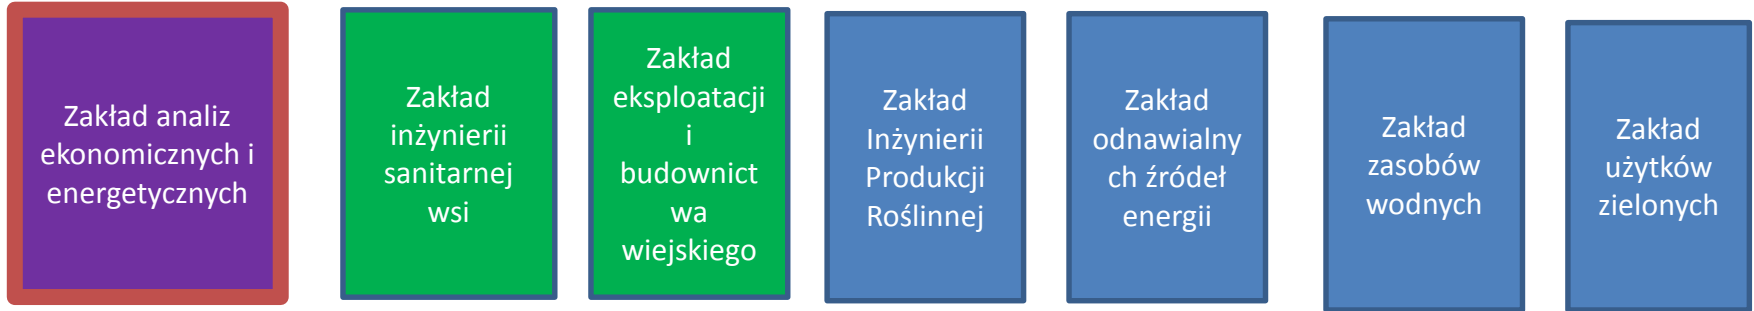 Zakład analiz
ekonomicznych i
energetycznych
Zakład
inżynierii
sanitarnej
wsi
Zakład
eksploatacji
i
budownict
wa
wiejskiego
Zakład
Inżynierii
Produkcji
Roślinnej
Zakład
odnawialny
ch źródeł
energii
Zakład
zasobów
wodnych
Zakład
użytków
zielonych